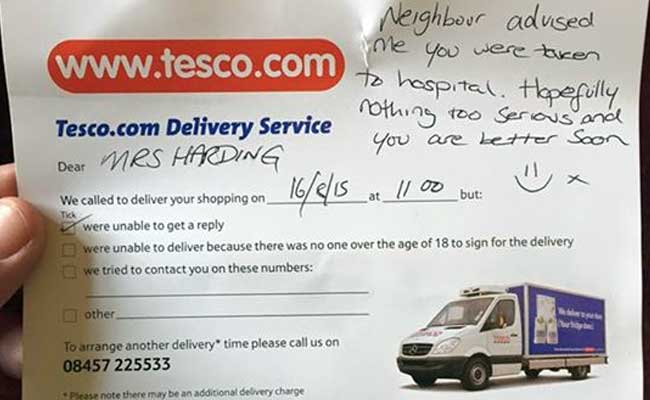 Neighbour advised
me you were taken
to hospital. Hopefully
nothing too serious and
you are better soon
x
www.tesco.com
Tesco.com Delivery Service
Dear MRS HARDING
We called to deliver your shopping on at 11 00 but:
Tick
were unable to get a reply
were unable to deliver because there was no one over the age of 18 to sign for the delivery
we tried to contact you on these numbers:
other
To arrange another delivery* time please call us on
08457 225533
* Please note there may be an additional delivery charge
We deliver to your door
TESCO